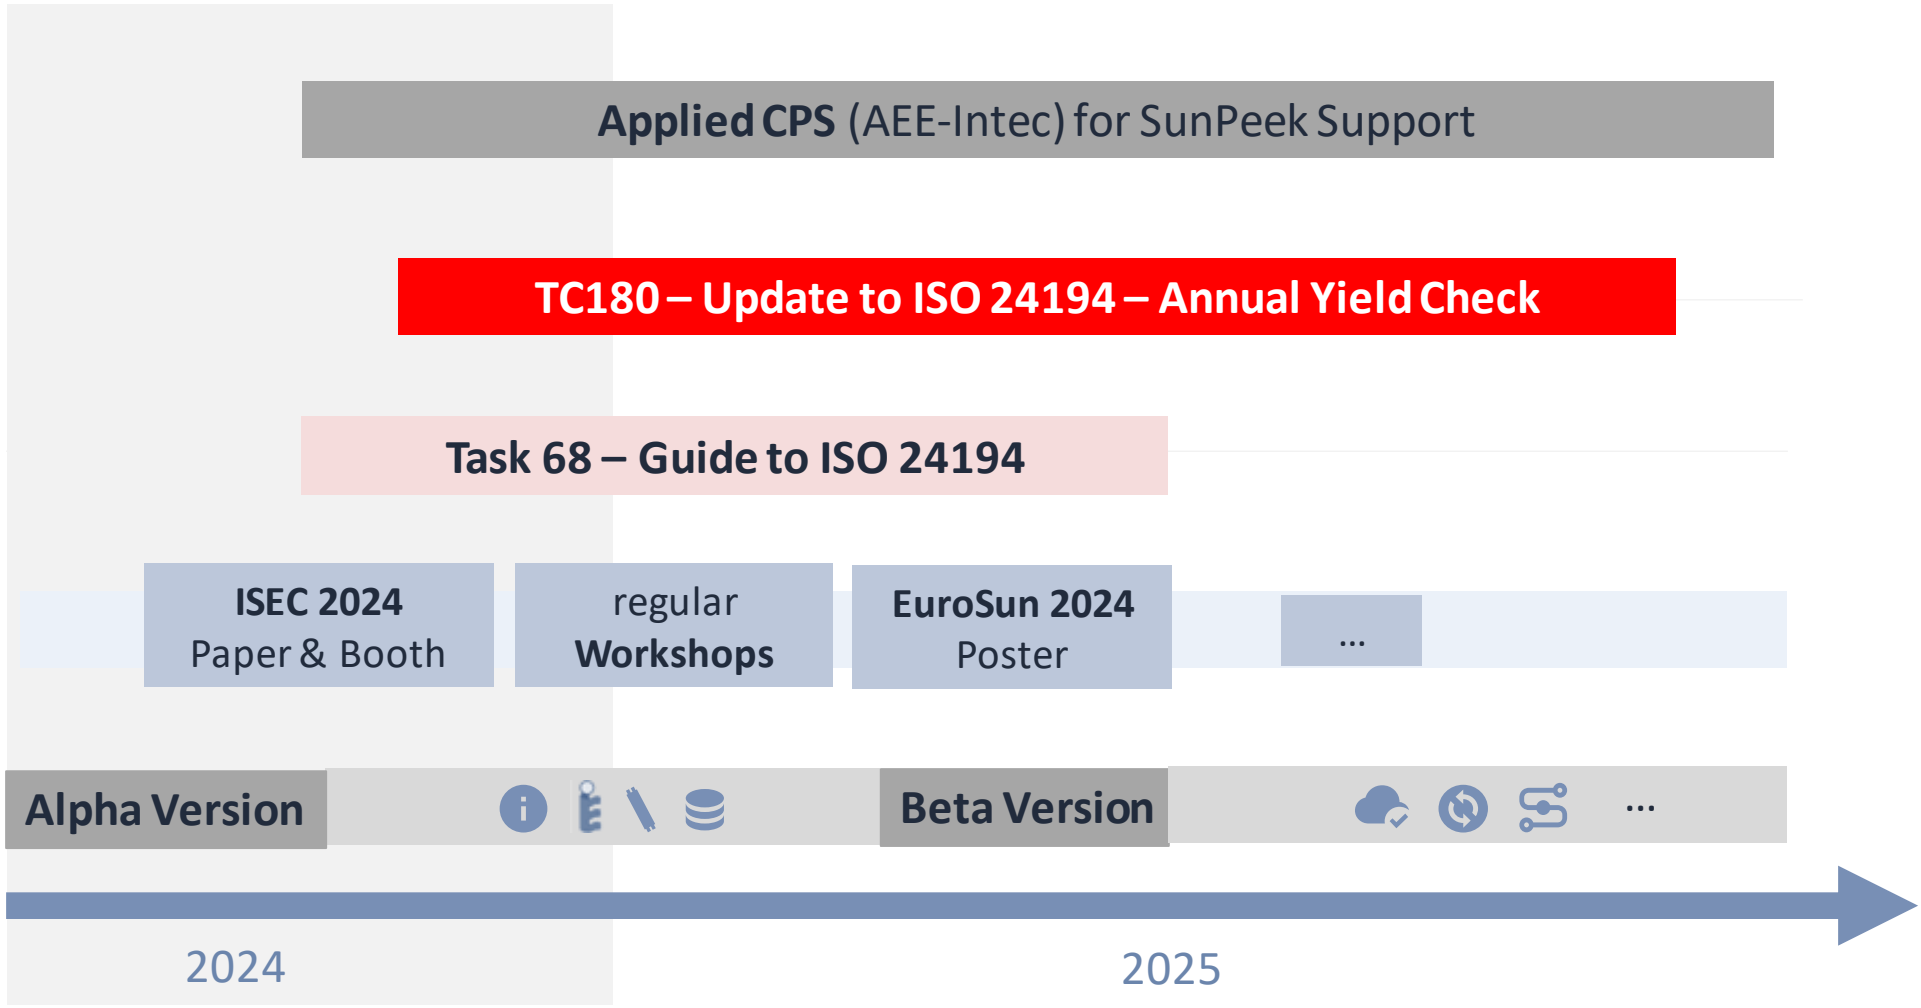 Applied CPS (AEE-Intec) for SunPeek Support
TC180 – Update to ISO 24194 – Annual Yield Check
Task 68 – Guide to ISO 24194
ISEC 2024
Paper & Booth
regular
Workshops
EuroSun 2024
Poster
...
Alpha Version
i
Beta Version
...
2024
2025